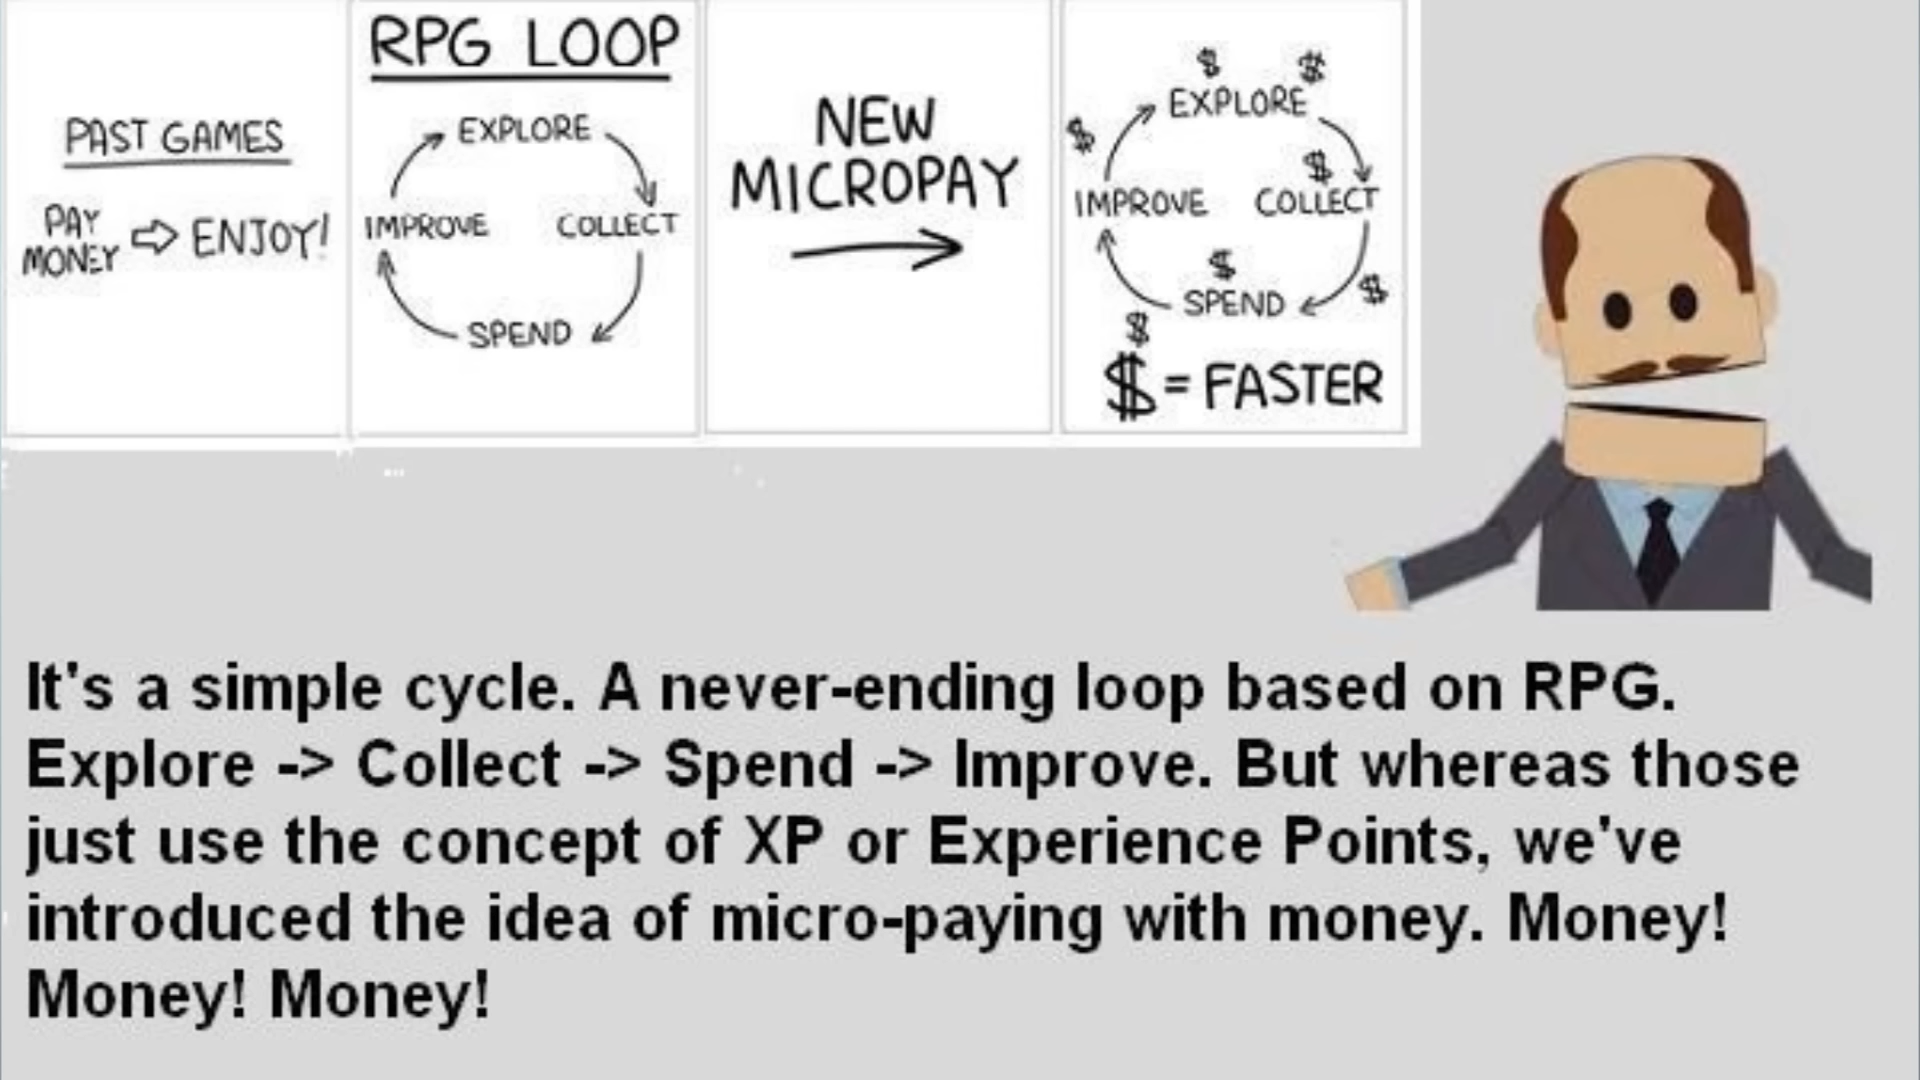 PAST GAMES
PAY
MONEY ⇨ ENJOY!
RPG LOOP
EXPLORE
IMPROVE COLLECT
SPEND
NEW
MICROPAY
$ $
EXPLORE
$
$
IMPROVE COLLECT
$
$
SPEND
$
$ = FASTER
It's a simple cycle. A never-ending loop based on RPG.
Explore -> Collect -> Spend -> Improve. But whereas those
just use the concept of XP or Experience Points, we've
introduced the idea of micro-paying with money. Money!
Money! Money!